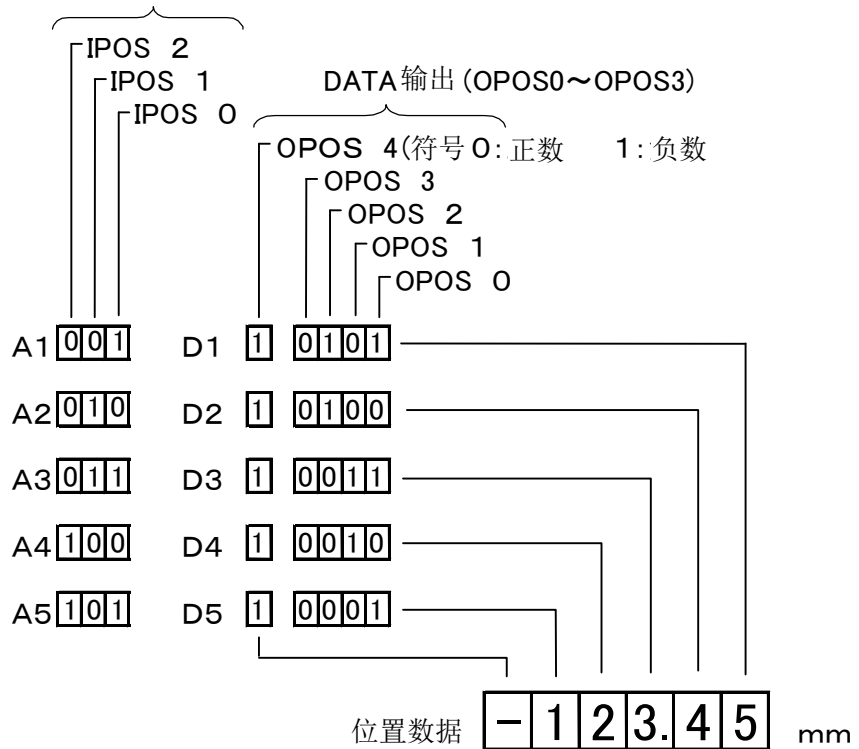 IPOS 2
IPOS 1
IPOS 0
DATA输出(OPOS0~OPOS3)
OPOS 4(符号0:正数 1:负数
OPOS 3
OPOS 2
OPOS 1
OPOS 0
A1 0 0 1 D1 1 0 1 0 1
A2 0 1 0 D2 1 0 1 0 0
A3 0 1 1 D3 1 0 0 1 1
A4 1 0 0 D4 1 0 0 1 0
A5 1 0 1 D5 1 0 0 0 1
位置数据 - 1 2 3. 4 5 mm